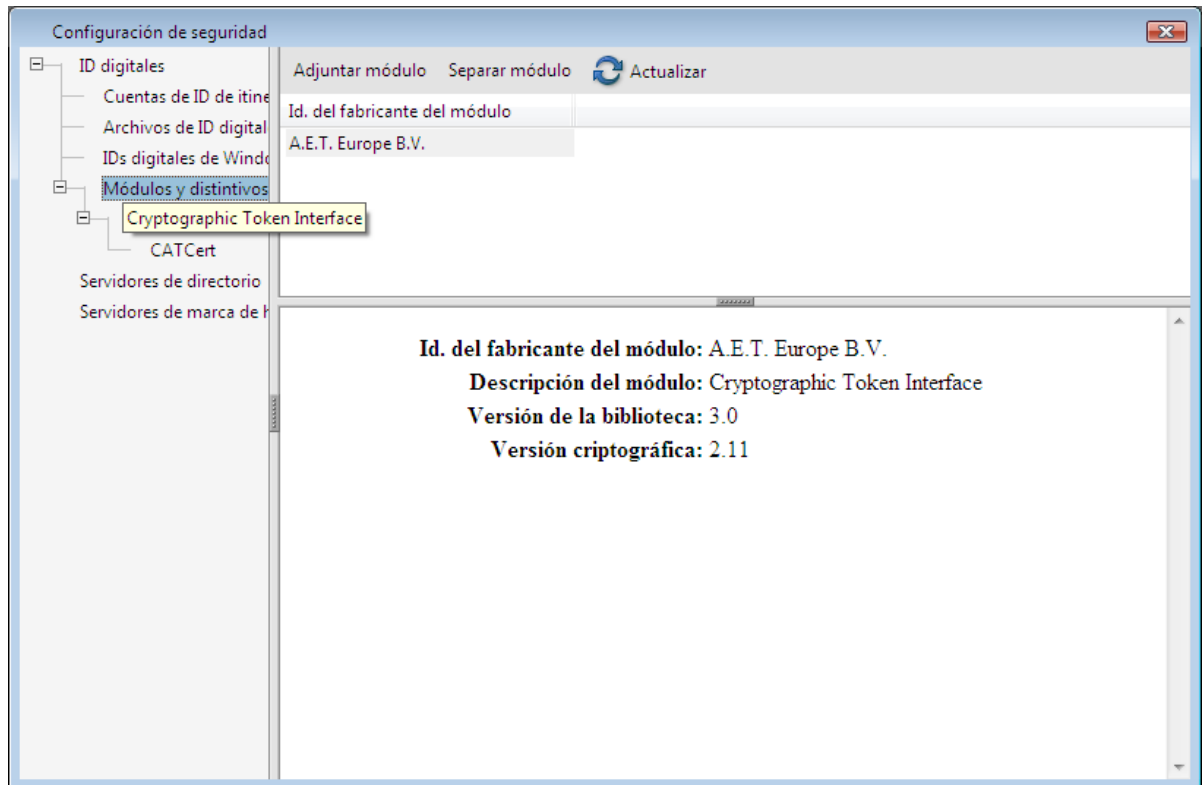 Configuración de seguridad
ID digitales
Cuentas de ID de itine
Archivos de ID digital
IDs digitales de Windo
Módulos y distintivos
Cryptographic Token Interface
CATCert
Servidores de directorio
Servidores de marca de h
Adjuntar módulo Separar módulo Actualizar
Id. del fabricante del módulo
A.E.T. Europe B.V.
Id. del fabricante del módulo: A.E.T. Europe B.V.
Descripción del módulo: Cryptographic Token Interface
Versión de la biblioteca: 3.0
Versión criptográfica: 2.11